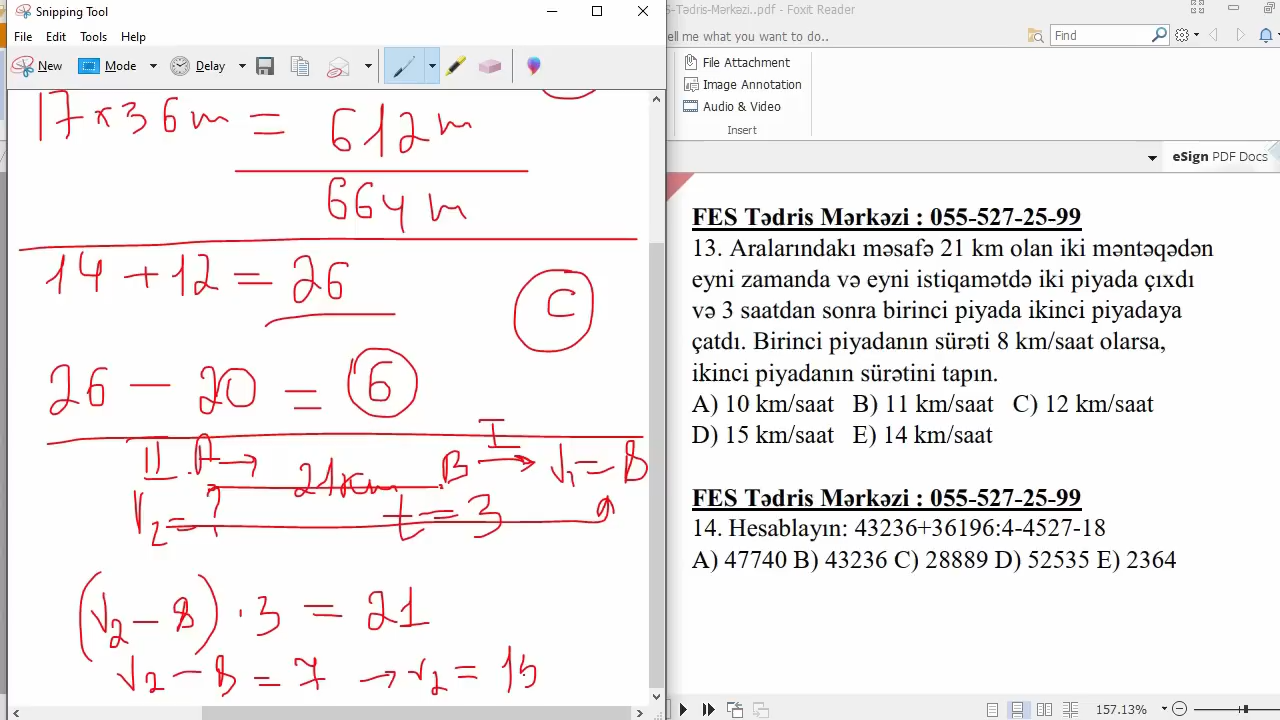 Snipping Tool
File Edit Tools Help
New Mode Delay
17 × 36 m = 612 m
664 m
14 + 12 = 26
C
26 - 20 = 6
II A 21 km B I V₁ = 8
V₂ = ? t = 3
(V₂ - 8) · 3 = 21
V₂ - 8 = 7 → V₂ = 15
ES-Tədris-Mərkəzi..pdf - Foxit Reader
ell me what you want to do.. Find
File Attachment
Image Annotation
Audio & Video
Insert
eSign PDF Docs
FES Tədris Mərkəzi : 055-527-25-99
13. Aralarındakı məsafə 21 km olan iki məntəqədən
eyni zamanda və eyni istiqamətdə iki piyada çıxdı
və 3 saatdan sonra birinci piyada ikinci piyadaya
çatdı. Birinci piyadanın sürəti 8 km/saat olarsa,
ikinci piyadanın sürətini tapın.
A) 10 km/saat B) 11 km/saat C) 12 km/saat
D) 15 km/saat E) 14 km/saat
FES Tədris Mərkəzi : 055-527-25-99
14. Hesablayın: 43236+36196:4-4527-18
A) 47740 B) 43236 C) 28889 D) 52535 E) 2364
157.13%